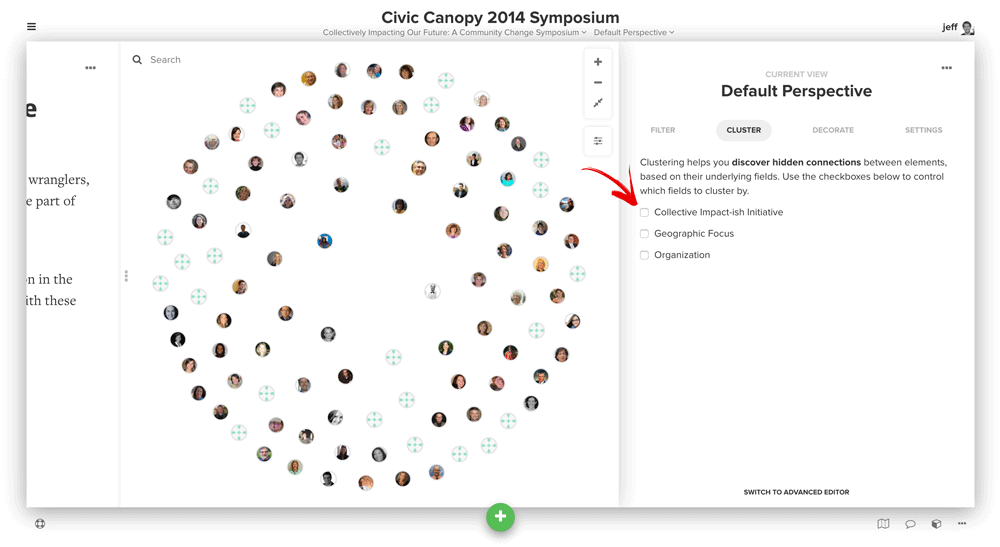 Civic Canopy 2014 Symposium
Collectively Impacting Our Future: A Community Change Symposium
Default Perspective
jeff
e
wranglers,
e part of
on in the
ith these
Search
CURRENT VIEW
Default Perspective
FILTER
CLUSTER
DECORATE
SETTINGS
Clustering helps you discover hidden connections between elements,
based on their underlying fields. Use the checkboxes below to control
which fields to cluster by.
Collective Impact-ish Initiative
Geographic Focus
Organization
SWITCH TO ADVANCED EDITOR